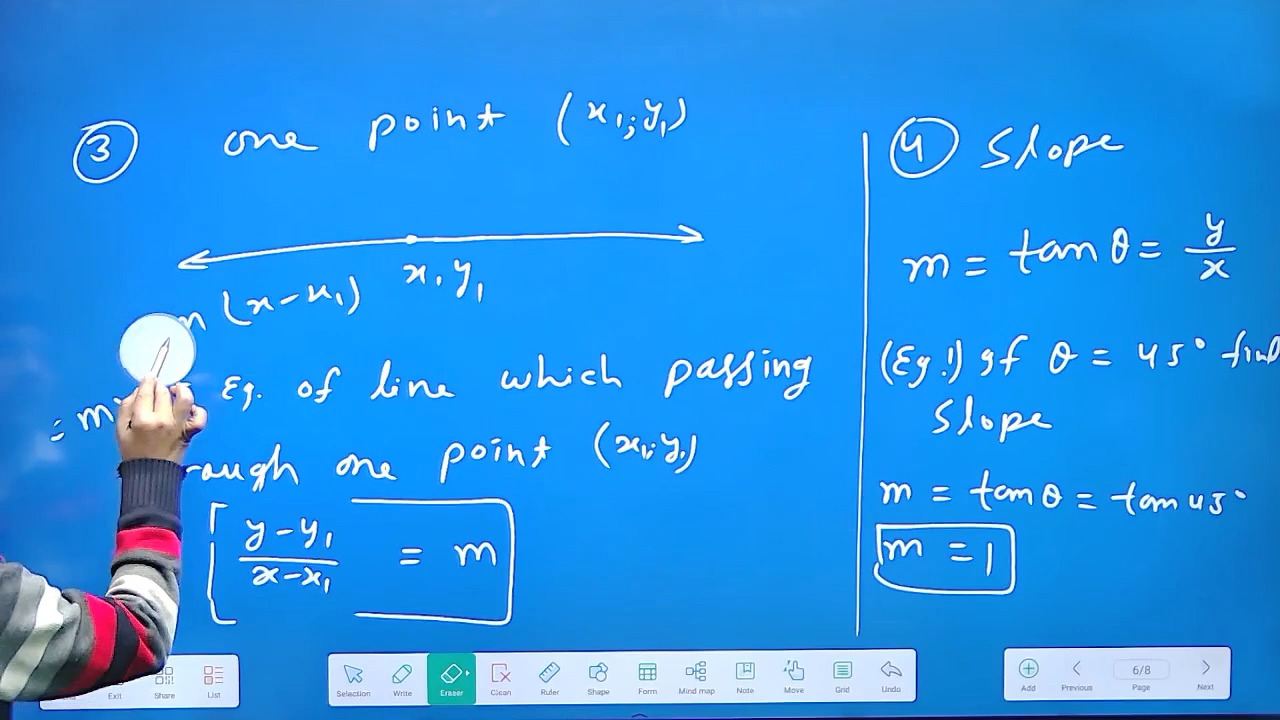 ③ one point (x₁, y₁)
x₁ y₁
m (x-x₁)
Eq. of line which passing
= m
rough one point (x₁, y₁)
y-y₁/x-x₁ = m
④ Slope
m = tan θ = y/x
(Eg.1) If θ = 45° find
Slope
m = tan θ = tan 45°
m = 1
Exit
Share
List
Selection
Write
Eraser
Clean
Ruler
Shape
Form
Mind map
Note
Move
Grid
Undo
Add
Previous
6/8
Page
Next